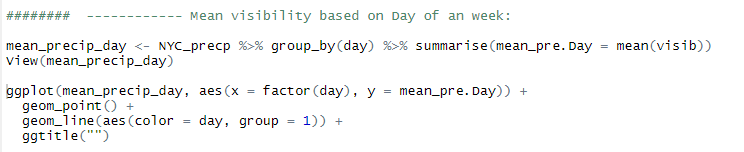 ######## ------------ Mean visibility based on Day of an week:
mean_precip_day <- NYC_precp %>% group_by(day) %>% summarise(mean_pre.Day = mean(visib))
View(mean_precip_day)
ggplot(mean_precip_day, aes(x = factor(day), y = mean_pre.Day)) +
geom_point() +
geom_line(aes(color = day, group = 1)) +
ggtitle("")